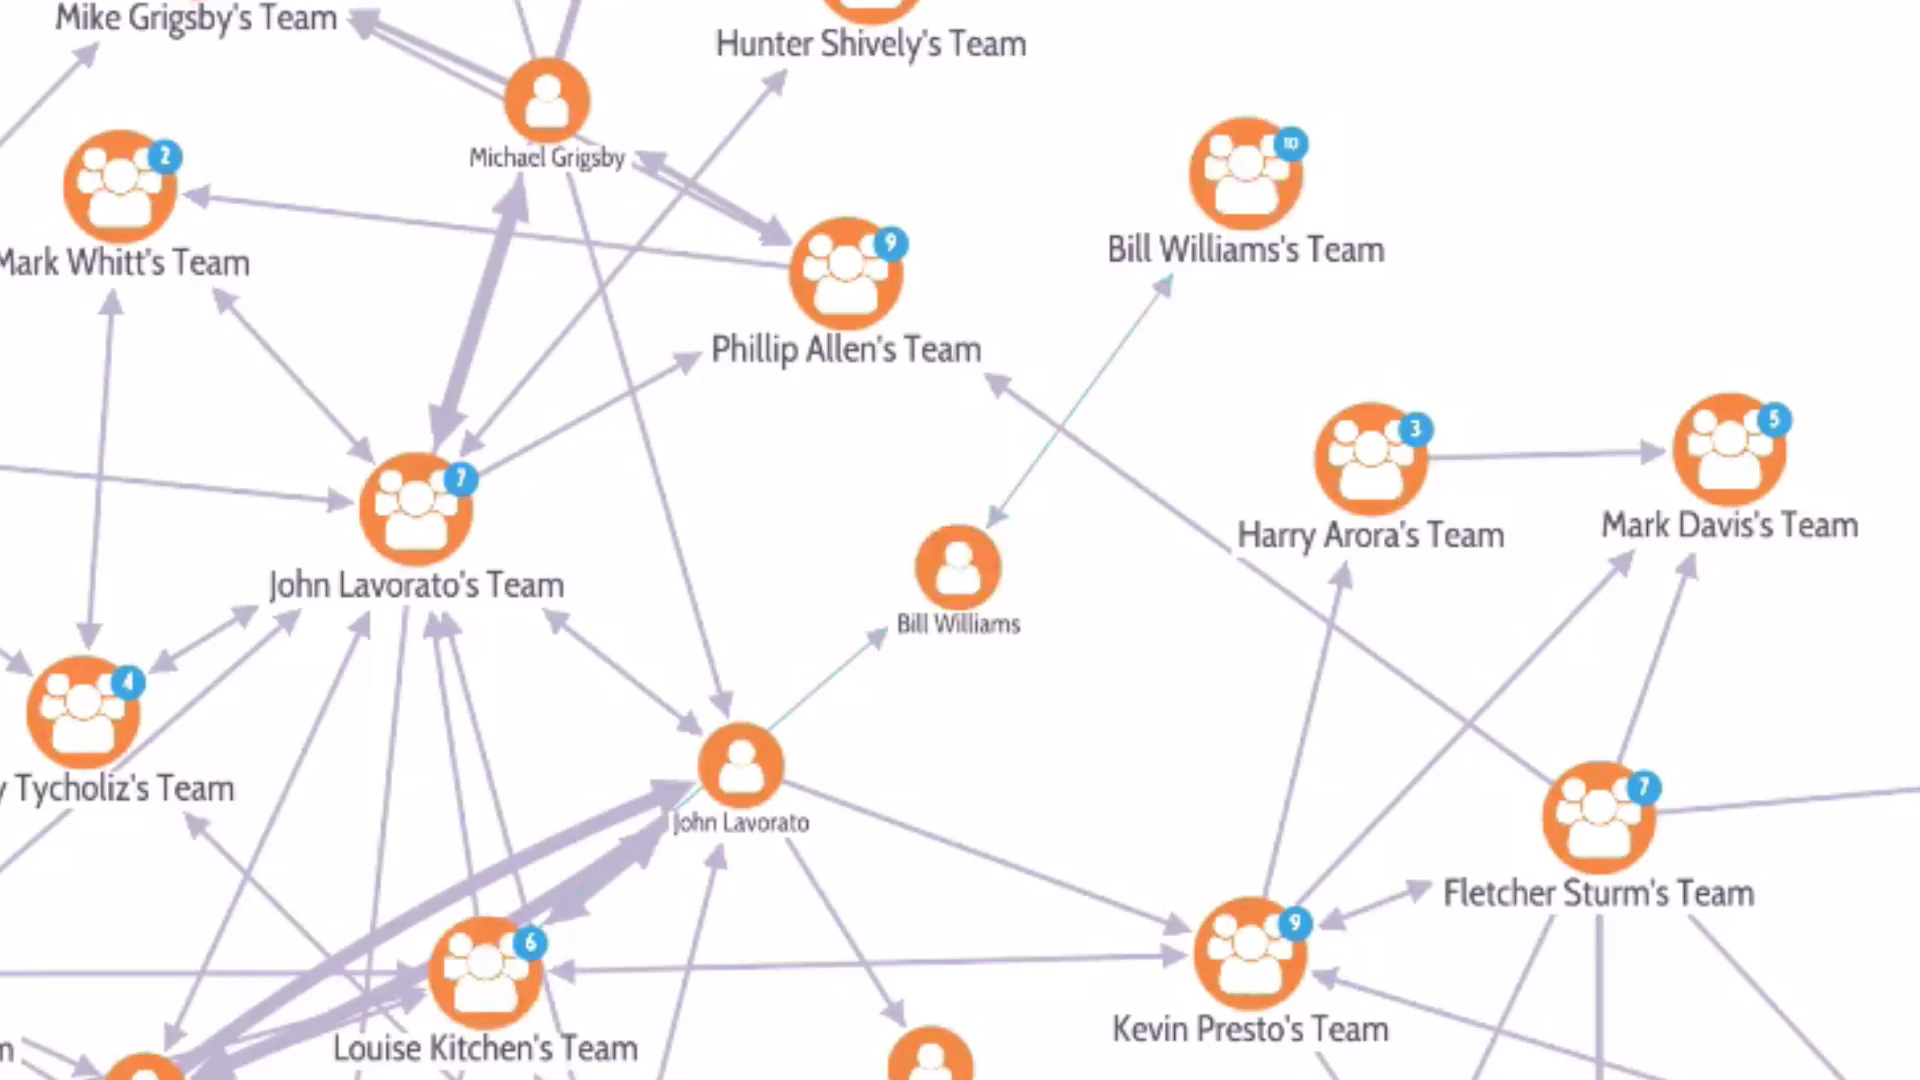 Mike Grigsby's Team
Hunter Shively's Team
Michael Grigsby
2
10
Mark Whitt's Team
9
Bill Williams's Team
Phillip Allen's Team
3
5
7
Harry Arora's Team
Mark Davis's Team
John Lavorato's Team
Bill Williams
4
y Tycholiz's Team
7
John Lavorato
Fletcher Sturm's Team
6
9
Louise Kitchen's Team
Kevin Presto's Team
m